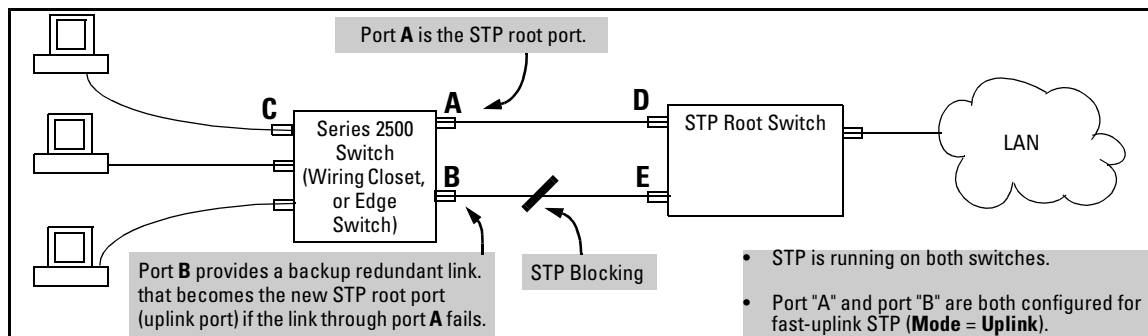 Port A is the STP root port.
C
A
D
Series 2500
Switch
(Wiring Closet,
or Edge
Switch)
STP Root Switch
LAN
B
E
Port B provides a backup redundant link.
that becomes the new STP root port
(uplink port) if the link through port A fails.
STP Blocking
• STP is running on both switches.
• Port "A" and port "B" are both configured for
fast-uplink STP (Mode = Uplink).